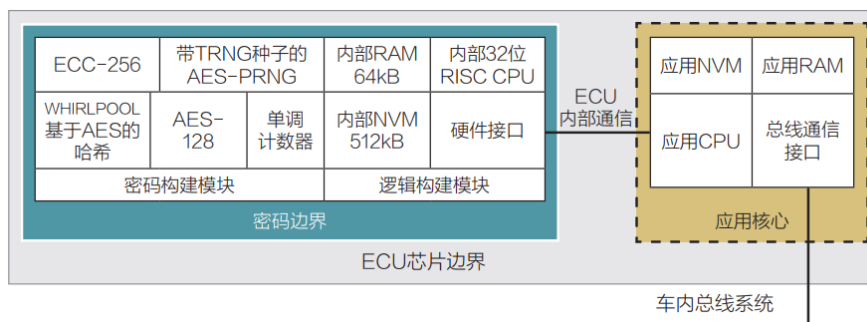 ECC-256
带TRNG种子的
AES-PRNG
内部RAM
64kB
内部32位
RISC CPU
WHIRLPOOL
基于AES的
哈希
AES-
128
单调
计数器
内部NVM
512kB
硬件接口
密码构建模块
逻辑构建模块
密码边界
ECU
内部通信
应用NVM
应用RAM
应用CPU
总线通信
接口
应用核心
ECU芯片边界
车内总线系统